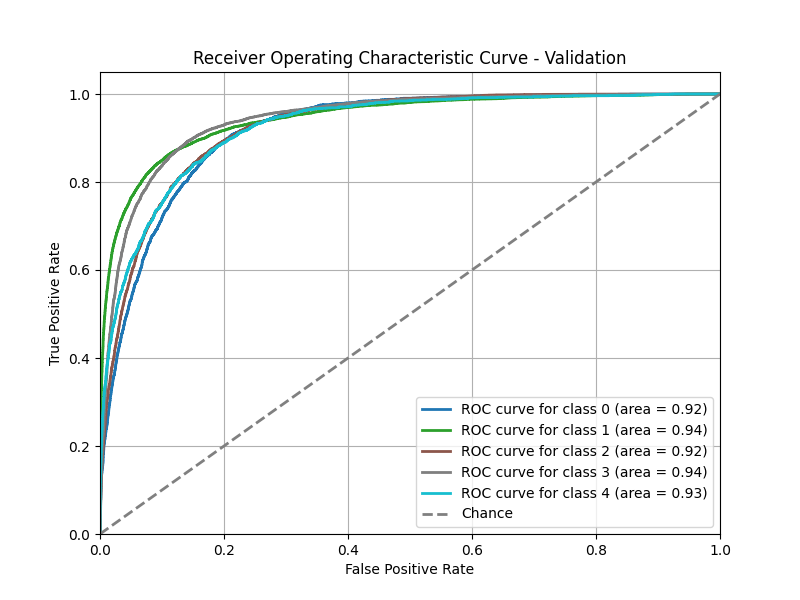 Receiver Operating Characteristic Curve - Validation
1.0
0.8
0.6
0.4
0.2
0.0
True Positive Rate
ROC curve for class 0 (area = 0.92)
ROC curve for class 1 (area = 0.94)
ROC curve for class 2 (area = 0.92)
ROC curve for class 3 (area = 0.94)
ROC curve for class 4 (area = 0.93)
Chance
0.0 0.2 0.4 0.6 0.8 1.0
False Positive Rate